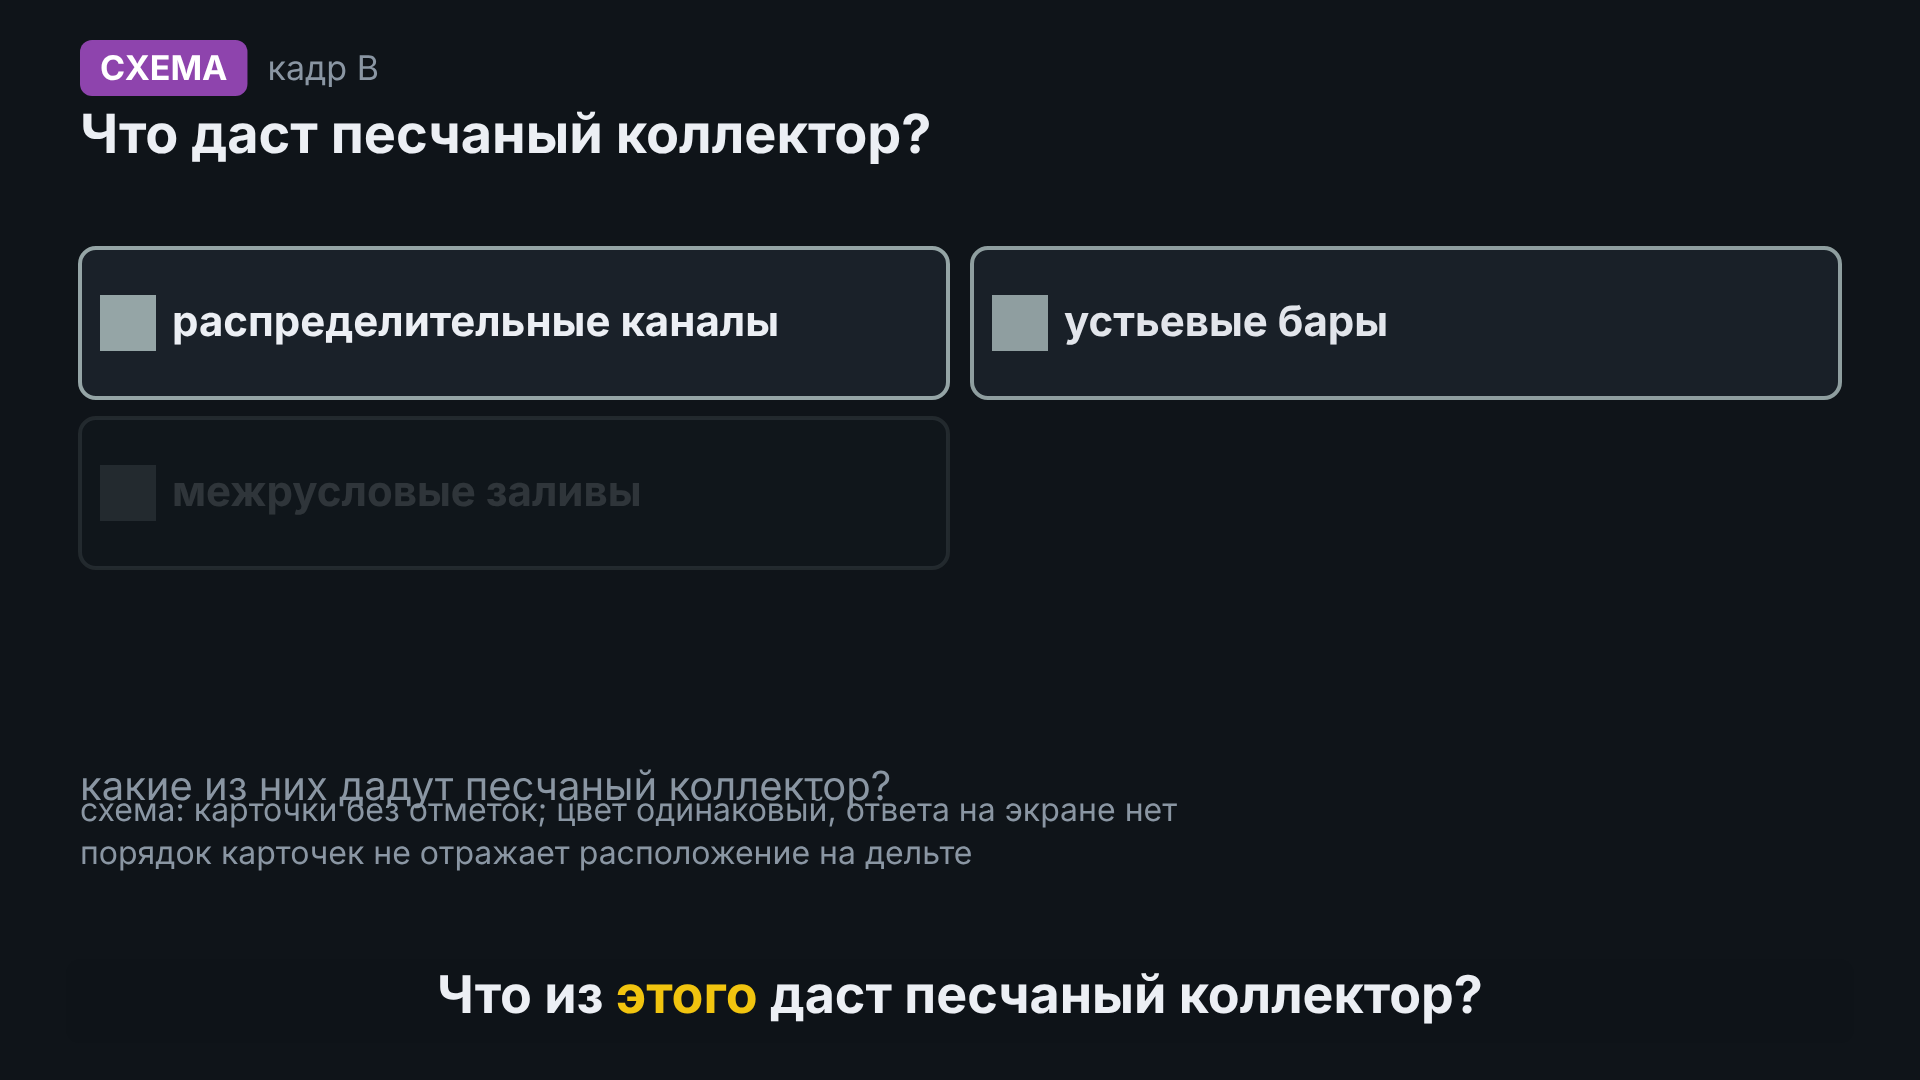 СХЕМА кадр В
Что даст песчаный коллектор?
распределительные каналы
устьевые бары
межрусловые заливы
какие из них дадут песчаный коллектор?
схема: карточки без отметок; цвет одинаковый, ответа на экране нет
порядок карточек не отражает расположение на дельте
Что из этого даст песчаный коллектор?